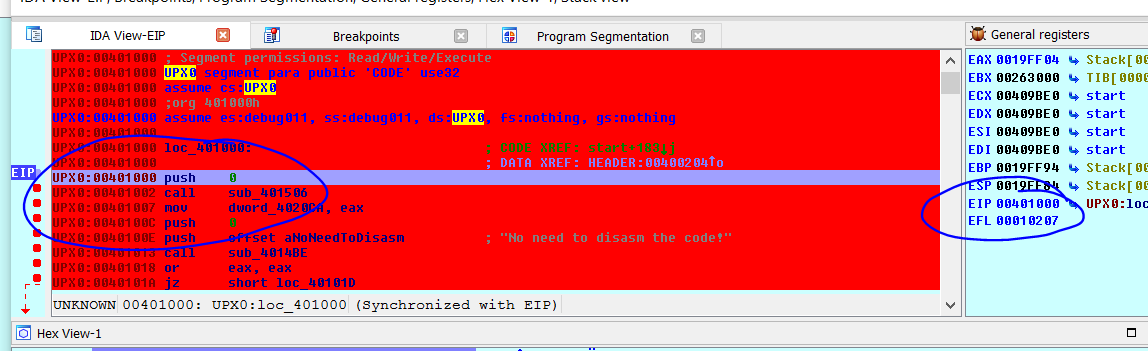 IDA View-EIP, Breakpoints, Program Segmentation, General registers, Hex View-1, Stack view
IDA View-EIP Breakpoints Program Segmentation General registers
UPX0:00401000 ; Segment permissions: Read/Write/Execute
UPX0:00401000 UPX0 segment para public 'CODE' use32
UPX0:00401000 assume cs:UPX0
UPX0:00401000 ;org 401000h
UPX0:00401000 assume es:debug011, ss:debug011, ds:UPX0, fs:nothing, gs:nothing
UPX0:00401000
UPX0:00401000 loc_401000: ; CODE XREF:
UPX0:00401000 ; DATA XREF: HEADER:00400204↑o
EIP
UPX0:00401000 push 0
UPX0:00401002 call sub_401506
UPX0:00401007 mov dword_4020CA, eax
UPX0:0040100C push 0
UPX0:0040100E push offset aNoNeedToDisasm ; "No need to disasm the code!"
UPX0:00401013 call sub_4014BE
UPX0:00401018 or eax, eax
UPX0:0040101A jz short loc_40101D
UNKNOWN 00401000: UPX0:loc_401000 (Synchronized with EIP)
EAX 0019FF04 Stack[00
EBX 00263000 TIB[0000
ECX 00409BE0 start
EDX 00409BE0 start
ESI 00409BE0 start
EDI 00409BE0 start
EBP 0019FF94 Stack[00
ESP 0019FF84 Stack[00
EIP 00401000 UPX0:loc
EFL 00010207
Hex View-1